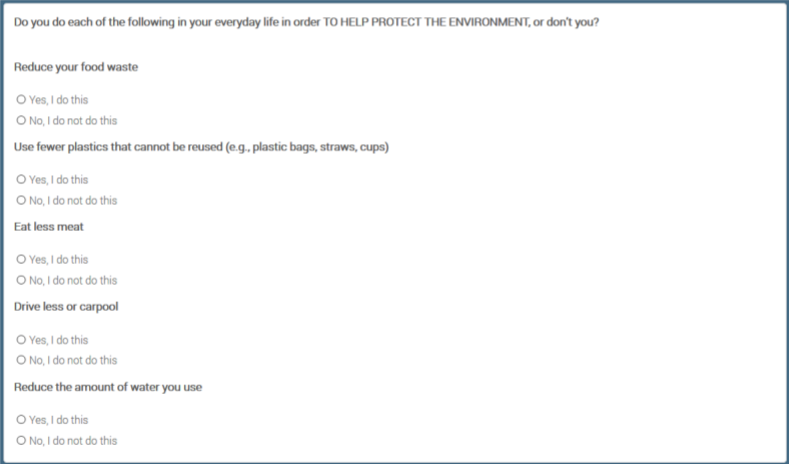 Do you do each of the following in your everyday life in order TO HELP PROTECT THE ENVIRONMENT, or don't you?
Reduce your food waste
Yes, I do this
No, I do not do this
Use fewer plastics that cannot be reused (e.g., plastic bags, straws, cups)
Yes, I do this
No, I do not do this
Eat less meat
Yes, I do this
No, I do not do this
Drive less or carpool
Yes, I do this
No, I do not do this
Reduce the amount of water you use
Yes, I do this
No, I do not do this